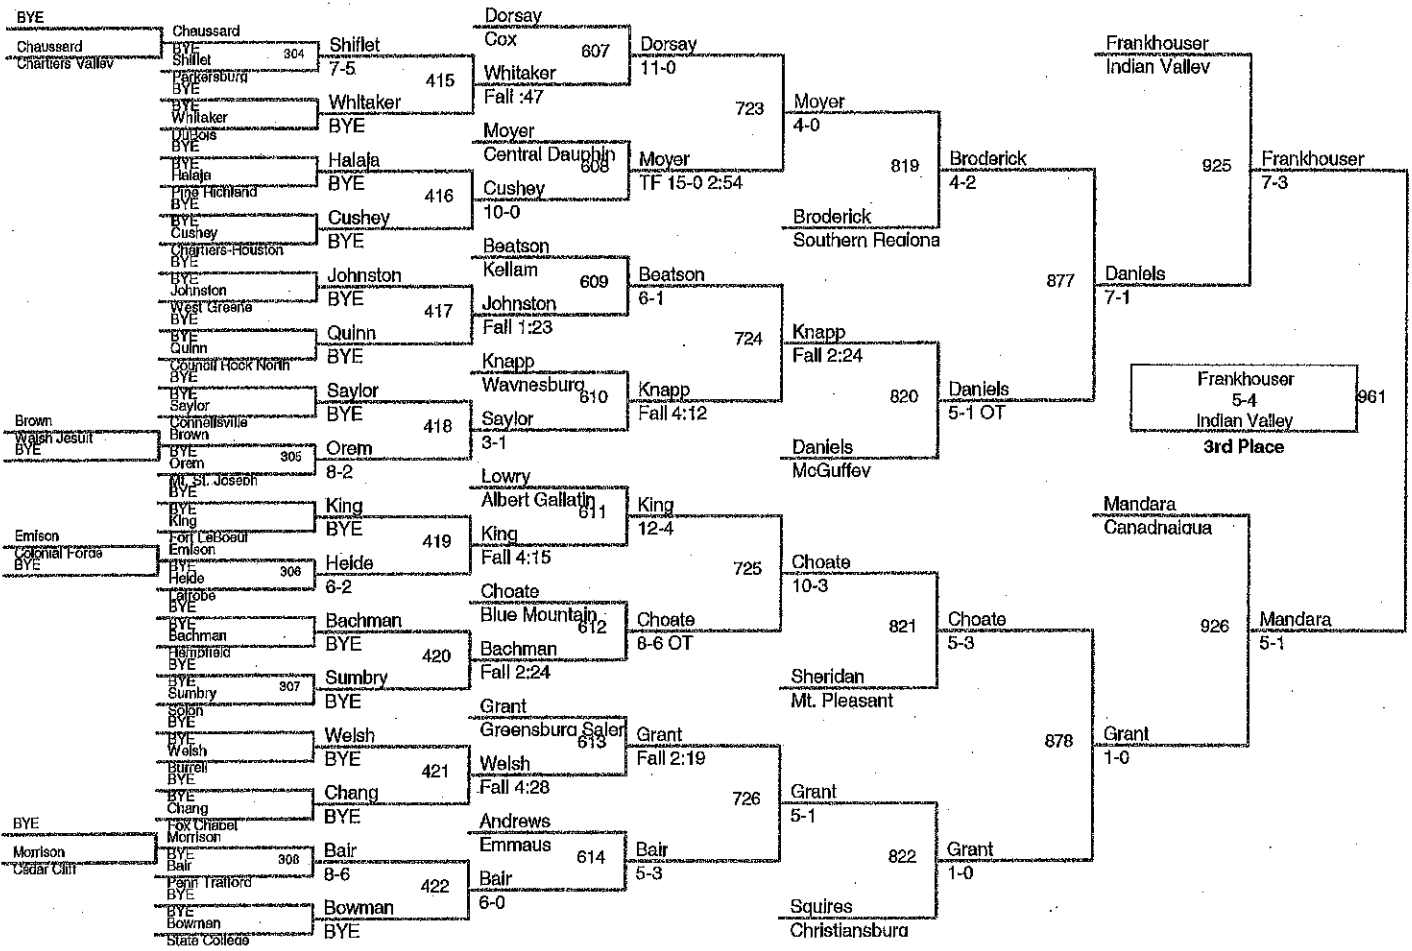 BYE
Chaussard
Chartiers Valley
Brown
Walsh Jesuit
BYE
Emison
Colonial Forge
BYE
BYE
Morrison
Cedar Cliff
Chaussard
BYE
304
Shiflet
Parkersburg
BYE
BYE
Whitaker
DuBois
BYE
BYE
Halaja
Pine Richland
BYE
BYE
Cushey
Chartiers-Houston
BYE
BYE
Johnston
West Greene
BYE
BYE
Quinn
Council Rock North
BYE
BYE
Saylor
Connellsville
Brown
BYE
305
Orem
Mt. St. Joseph
BYE
BYE
King
Fort LeBoeuf
Emison
BYE
306
Heide
Latrobe
BYE
BYE
Bachman
Hempfield
BYE
BYE
307
Sumbry
Solon
BYE
BYE
Welsh
Burrell
BYE
BYE
Chang
Fox Chapel
Morrison
BYE
308
Bair
Penn Trafford
BYE
BYE
Bowman
State College
Shiflet
7-5
415
Whitaker
BYE
Halaja
BYE
416
Cushey
BYE
Johnston
BYE
417
Quinn
BYE
Saylor
BYE
418
Orem
8-2
King
BYE
419
Heide
6-2
Bachman
BYE
420
Sumbry
BYE
Welsh
BYE
421
Chang
BYE
Bair
8-6
422
Bowman
BYE
Dorsay
Cox
607
Whitaker
Fall :47
Moyer
Central Dauphin
608
Cushey
10-0
Beatson
Kellam
609
Johnston
Fall 1:23
Knapp
Waynesburg
610
Saylor
3-1
Lowry
Albert Gallatin
611
King
Fall 4:15
Choate
Blue Mountain
612
Bachman
Fall 2:24
Grant
Greensburg Saler
613
Welsh
Fall 4:28
Andrews
Emmaus
614
Bair
6-0
Dorsay
11-0
723
Moyer
TF 15-0 2:54
Beatson
6-1
724
Knapp
Fall 4:12
King
12-4
725
Choate
8-6 OT
Grant
Fall 2:19
726
Bair
5-3
Moyer
4-0
819
Broderick
Southern Regiona
Knapp
Fall 2:24
820
Daniels
McGuffey
Choate
10-3
821
Sheridan
Mt. Pleasant
Grant
5-1
822
Squires
Christiansburg
Broderick
4-2
877
Daniels
5-1 OT
Choate
5-3
878
Grant
1-0
Frankhouser
Indian Valley
925
Daniels
7-1
Mandara
Canadnaigua
926
Grant
1-0
Frankhouser
7-3
Frankhouser
5-4
961
Indian Valley
3rd Place
Mandara
5-1